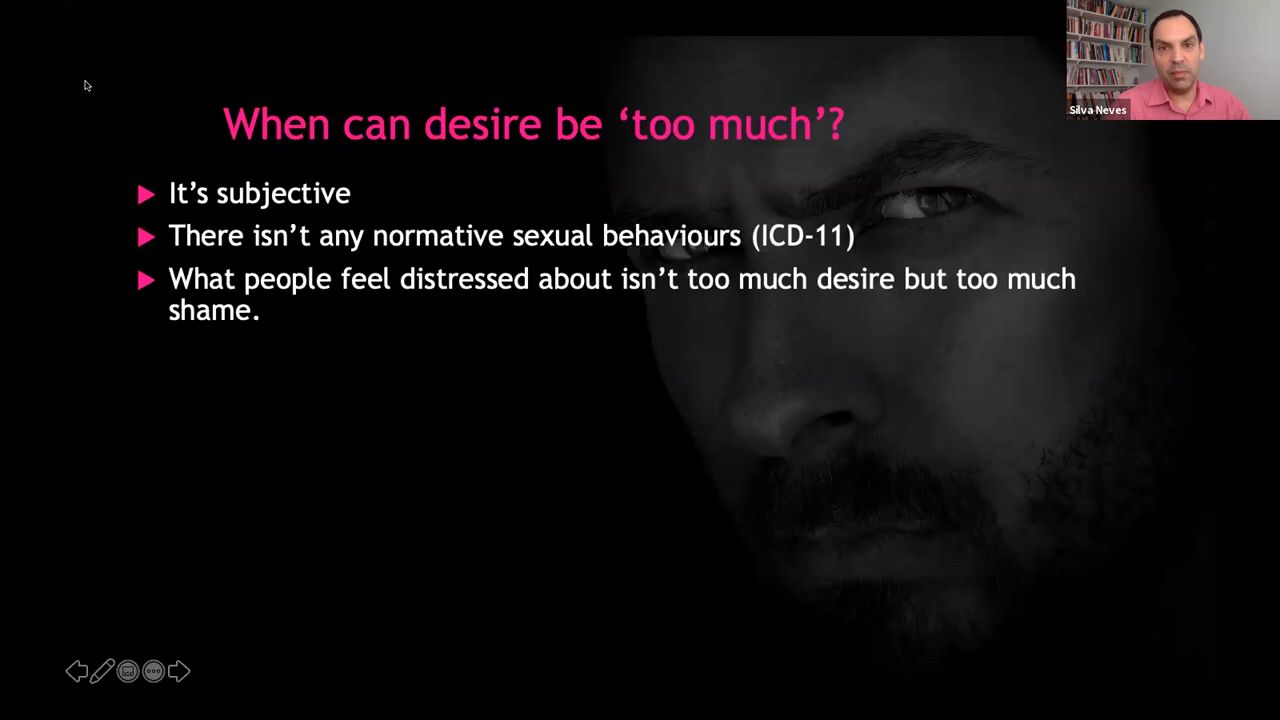 Silva Neves
When can desire be ‘too much’?
It’s subjective
There isn’t any normative sexual behaviours (ICD-11)
What people feel distressed about isn’t too much desire but too much
shame.